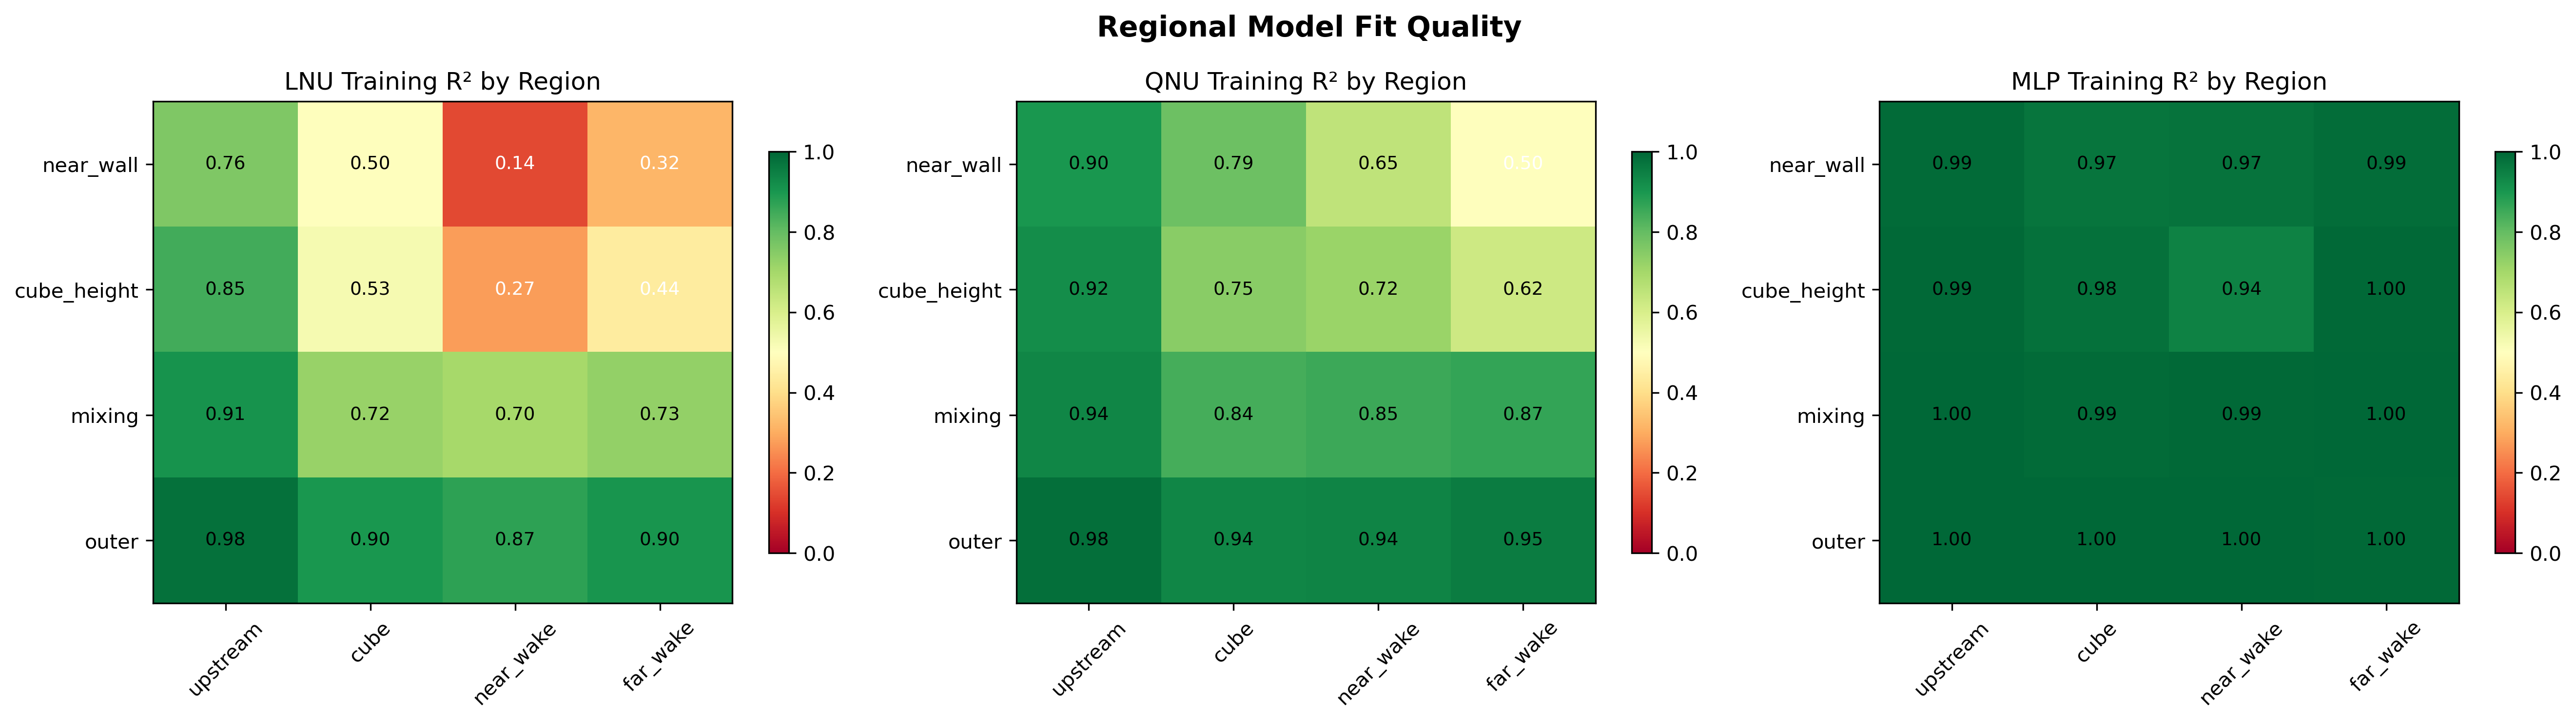 Regional Model Fit Quality
LNU Training R² by Region
near_wall 0.76 0.50 0.14 0.32
cube_height 0.85 0.53 0.27 0.44
mixing 0.91 0.72 0.70 0.73
outer 0.98 0.90 0.87 0.90
upstream cube near_wake far_wake
1.0
0.8
0.6
0.4
0.2
0.0
QNU Training R² by Region
near_wall 0.90 0.79 0.65 0.50
cube_height 0.92 0.75 0.72 0.62
mixing 0.94 0.84 0.85 0.87
outer 0.98 0.94 0.94 0.95
upstream cube near_wake far_wake
1.0
0.8
0.6
0.4
0.2
0.0
MLP Training R² by Region
near_wall 0.99 0.97 0.97 0.99
cube_height 0.99 0.98 0.94 1.00
mixing 1.00 0.99 0.99 1.00
outer 1.00 1.00 1.00 1.00
upstream cube near_wake far_wake
1.0
0.8
0.6
0.4
0.2
0.0